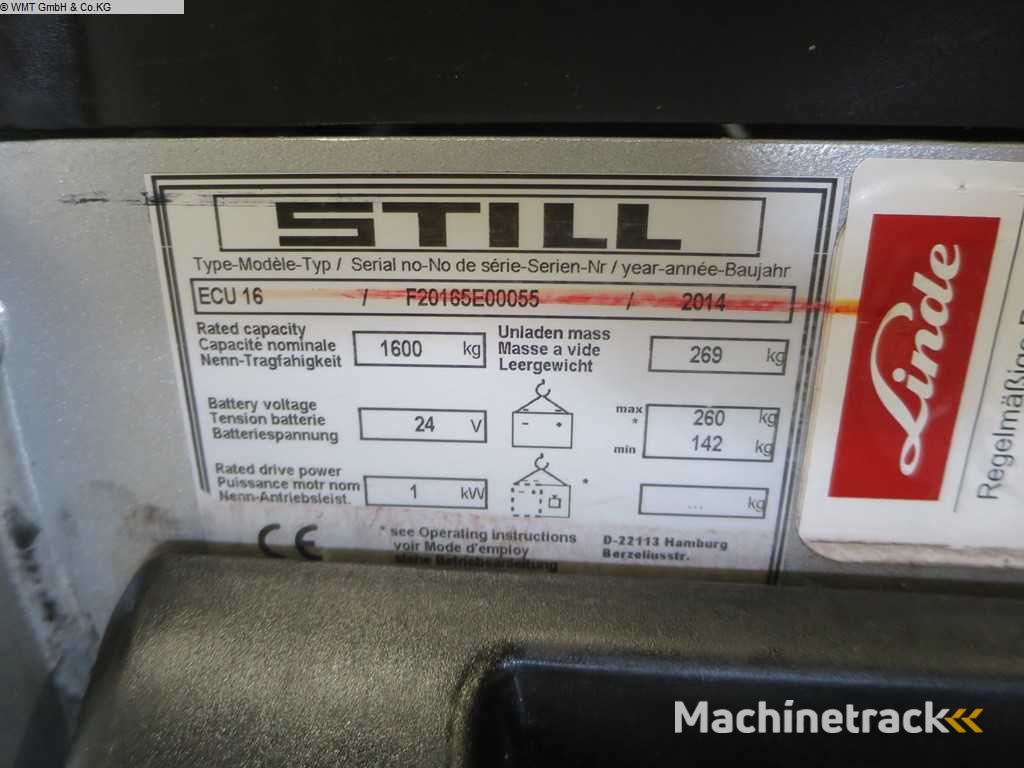 © WMT GmbH & Co.KG
STILL
Type-Modèle-Typ / Serial no-No de série-Serien-Nr / year-année-Baujahr
ECU 16 / F20165E00055 / 2014
Rated capacity
Capacité nominale
Nenn-Tragfahigkeit
1600 kg
Unladen mass
Masse a vide
Leergewicht
269 kg
Battery voltage
Tension batterie
Batteriespannung
24 V
max
*
min
260 kg
142 kg
Rated drive power
Puissance motr nom
Nenn-Antriebsleist.
1 kW
*
... kg
CE
* see Operating instructions
voir Mode d'employ
siehe Betriebsanleitung
D-22113 Hamburg
Berzeliusstr.
Linde
Regelmäßige
Machinetrack